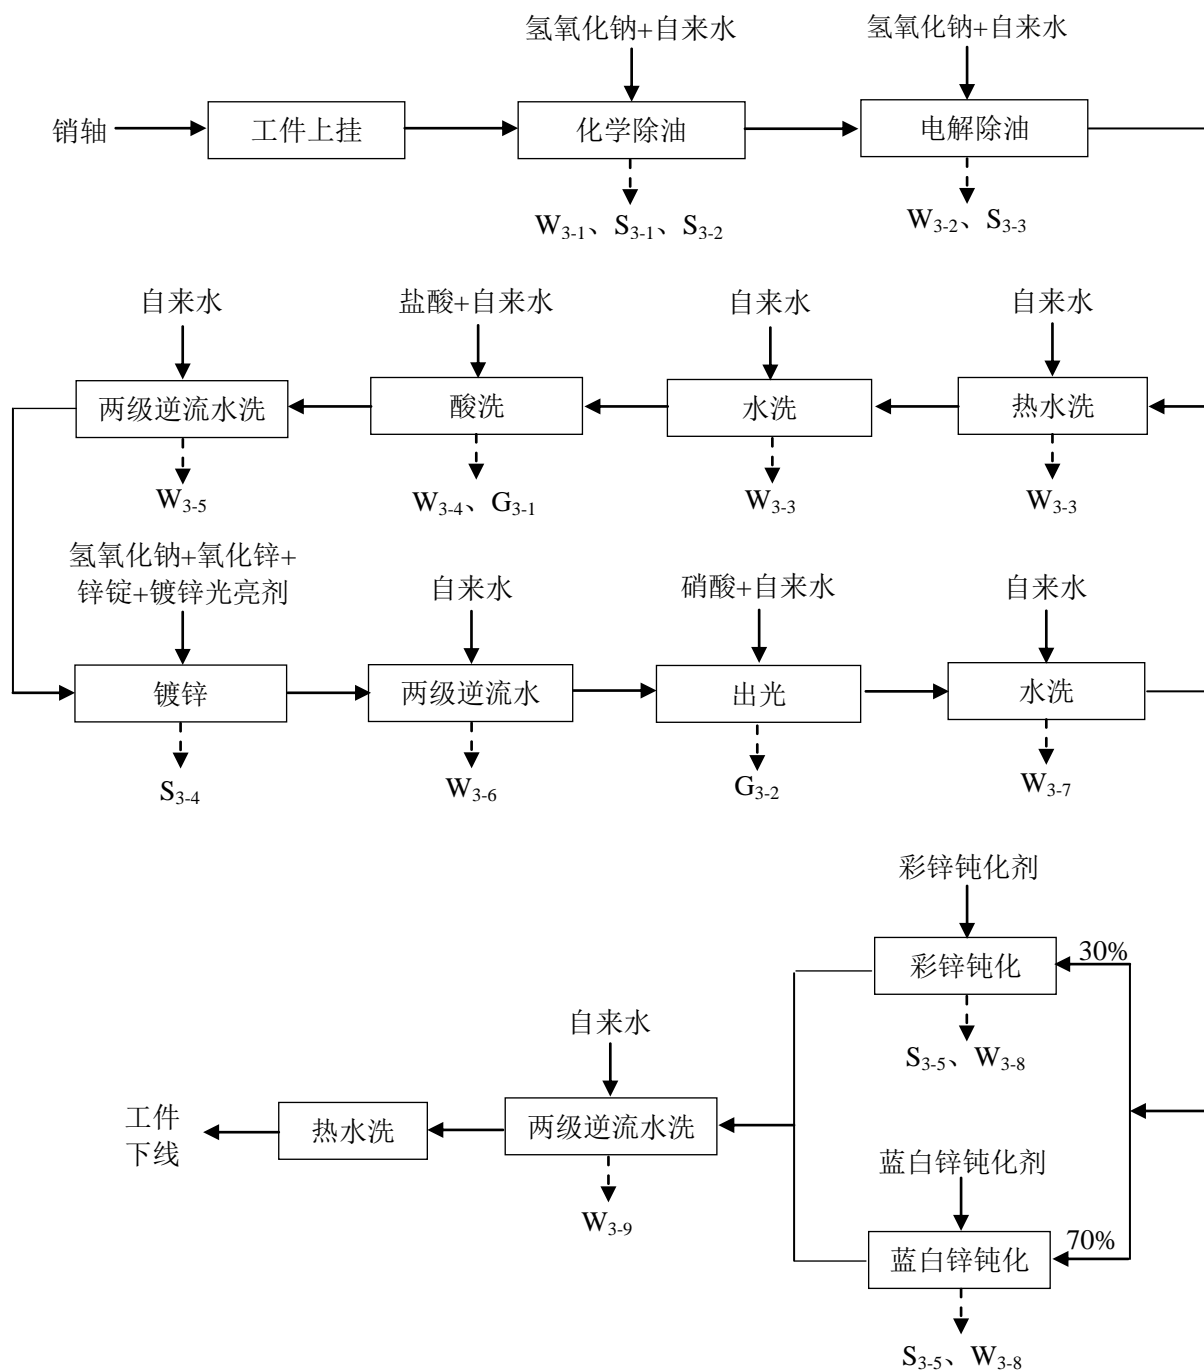 氢氧化钠+自来水
氢氧化钠+自来水
销轴
工件上挂
化学除油
电解除油
W3-1、S3-1、S3-2
W3-2、S3-3
自来水
盐酸+自来水
自来水
自来水
两级逆流水洗
酸洗
水洗
热水洗
W3-5
W3-4、G3-1
W3-3
W3-3
氢氧化钠+氧化锌+
锌锭+镀锌光亮剂
自来水
硝酸+自来水
自来水
镀锌
两级逆流水
出光
水洗
S3-4
W3-6
G3-2
W3-7
彩锌钝化剂
彩锌钝化
30%
S3-5、W3-8
自来水
工件
下线
热水洗
两级逆流水洗
W3-9
蓝白锌钝化剂
70%
蓝白锌钝化
S3-5、W3-8